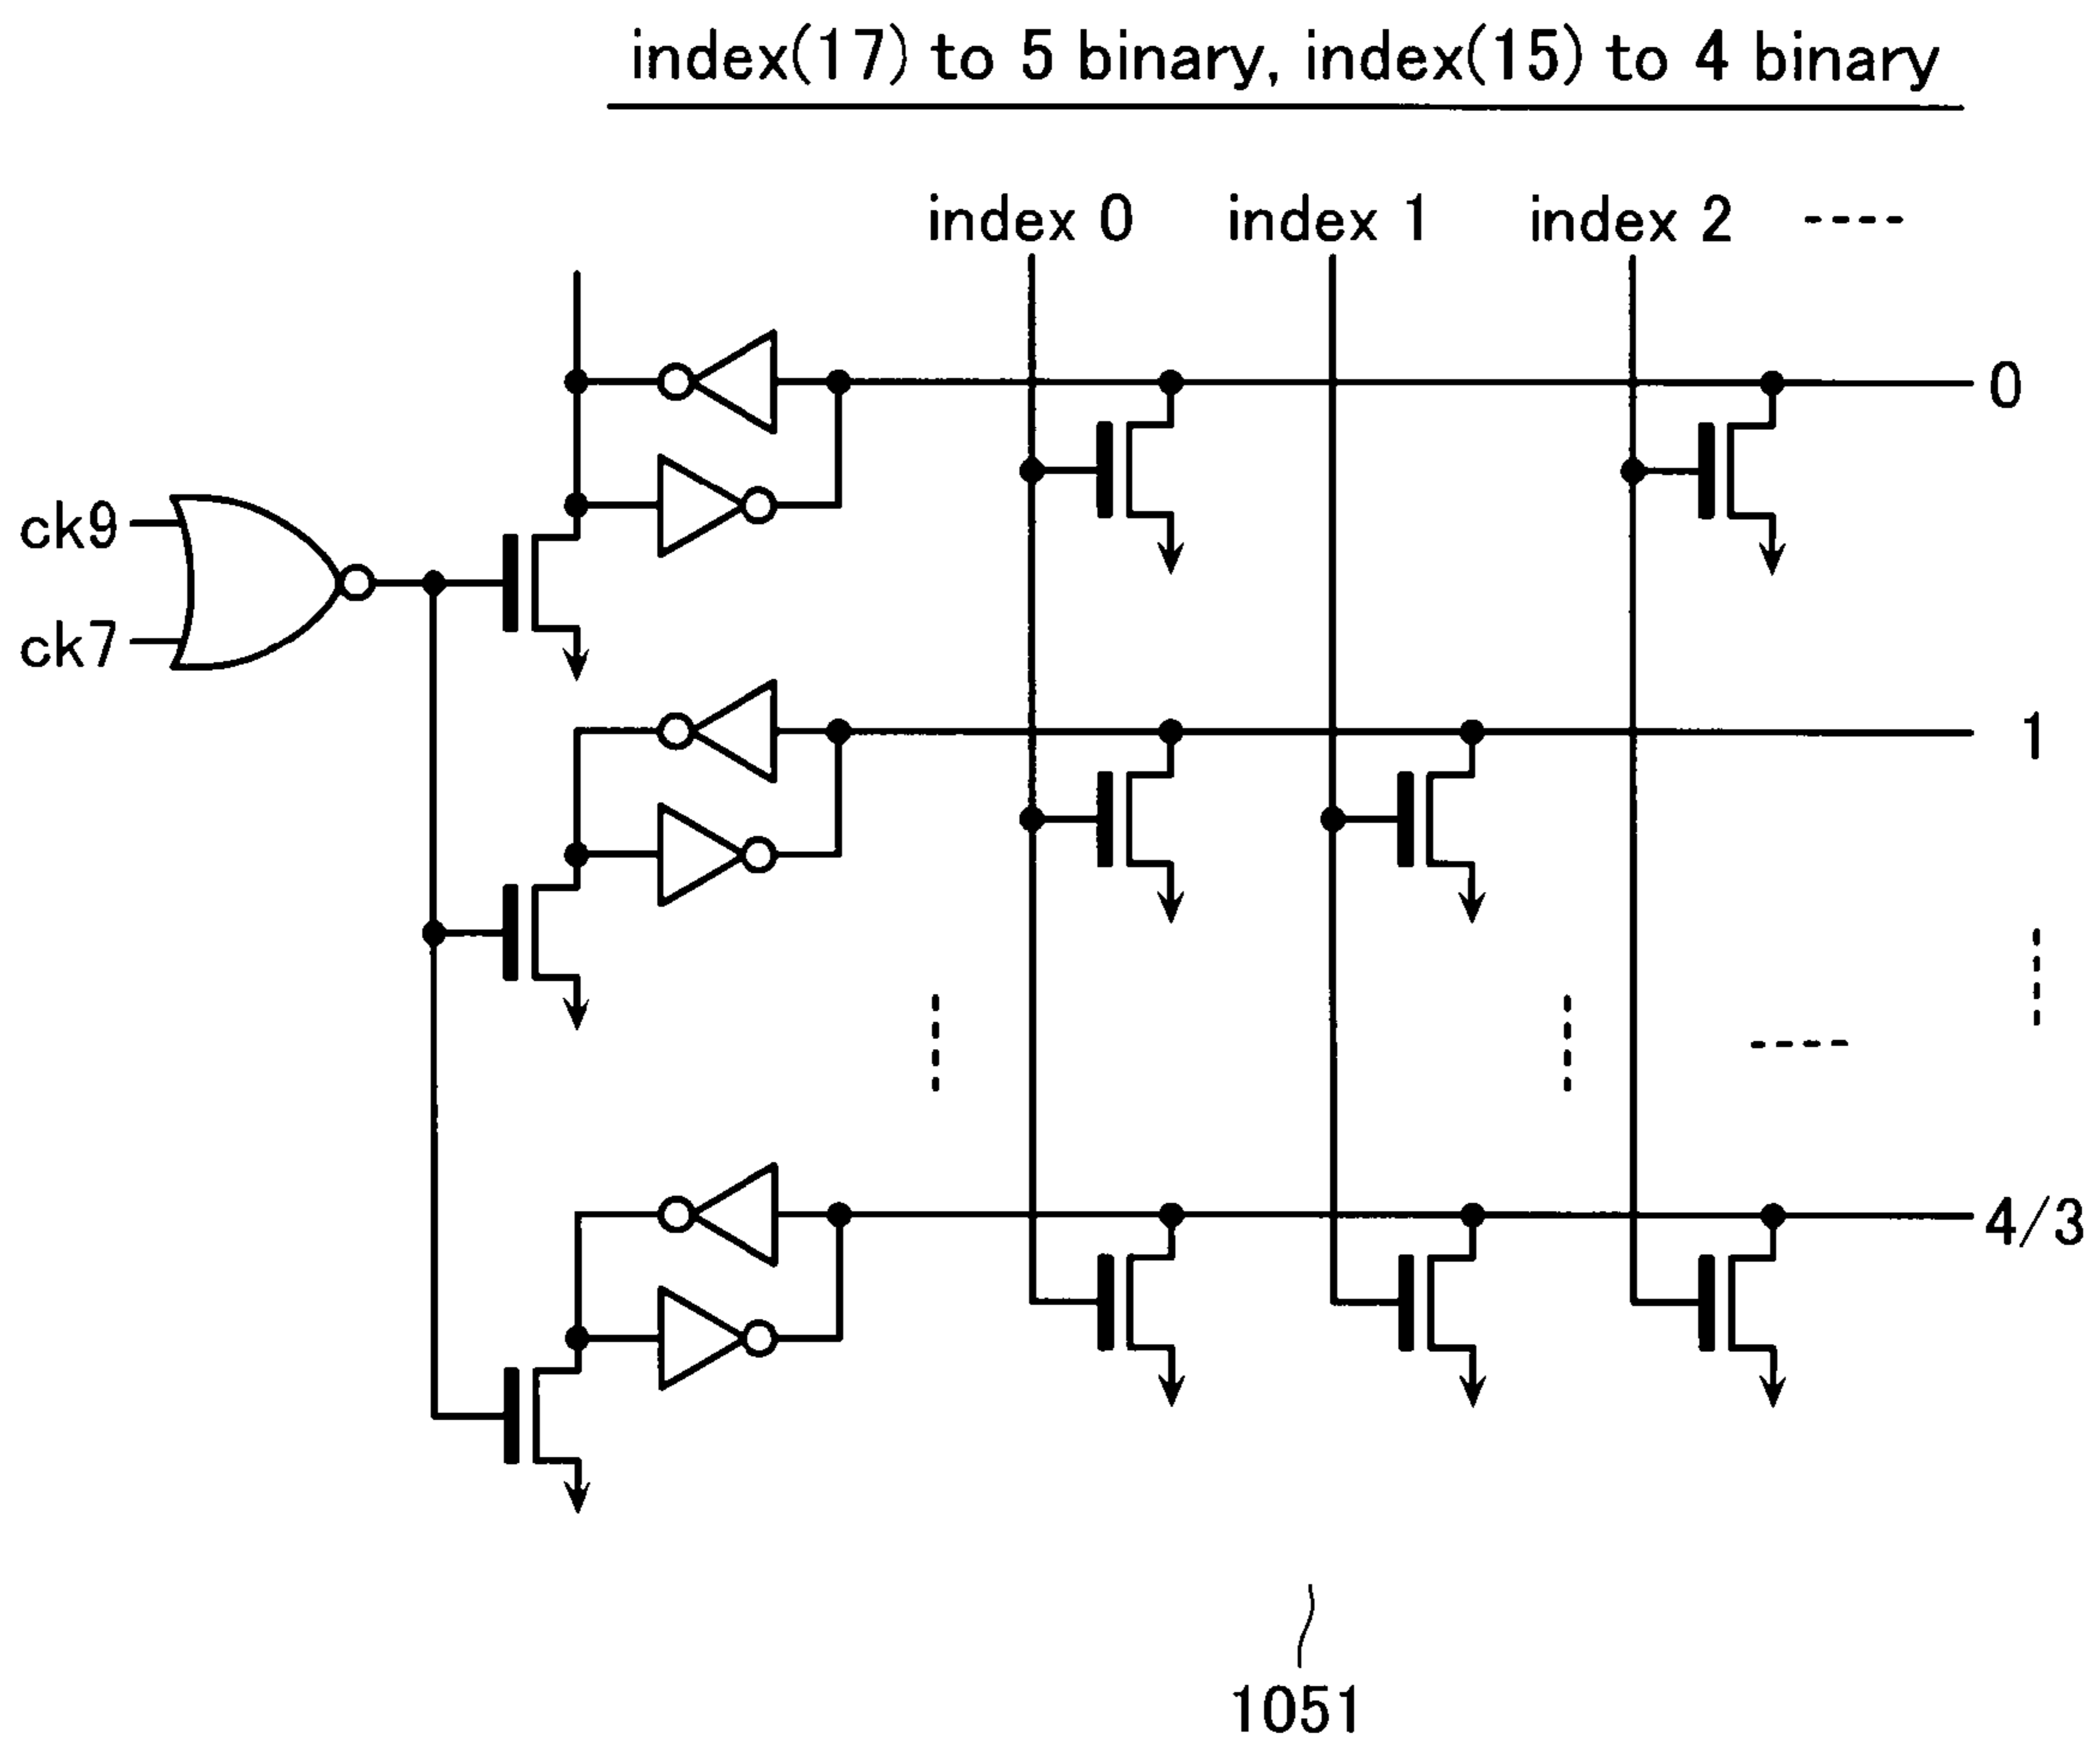 index(17) to 5 binary, index(15) to 4 binary
index 0 index 1 index 2 ----
0
ck9
ck7
1
4/3
1051